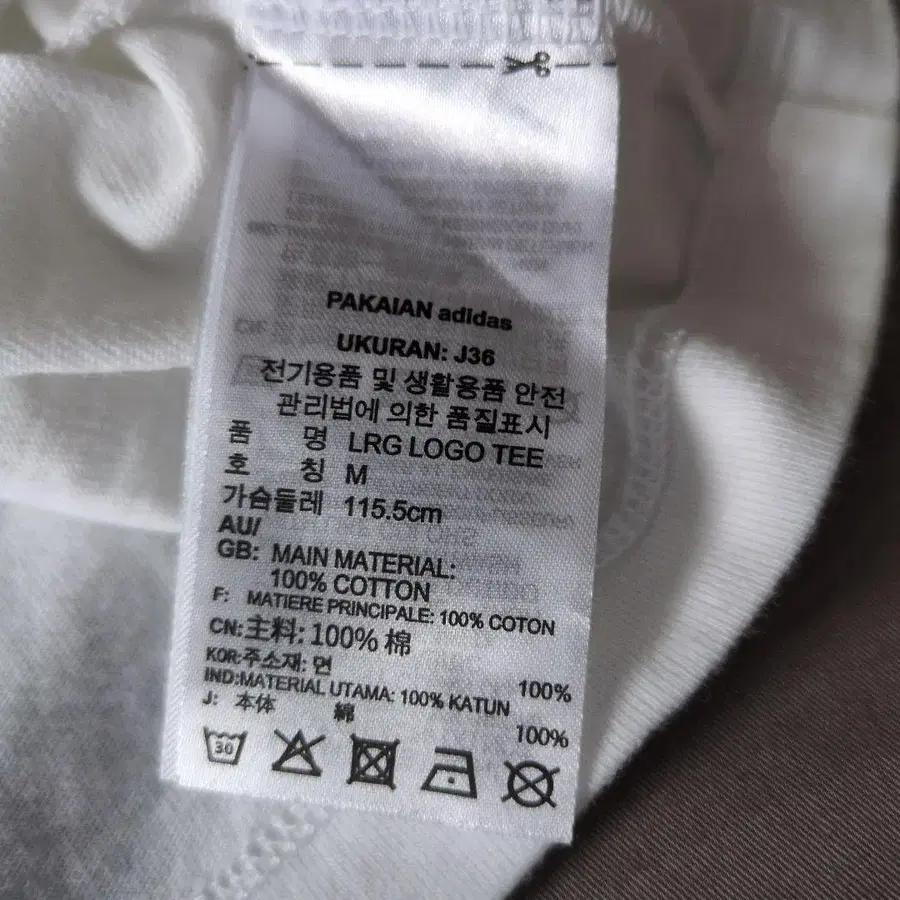 PAKAIAN adidas
UKURAN: J36
전기용품 및 생활용품 안전
관리법에 의한 품질표시
품 명 LRG LOGO TEE
호 칭 M
가슴둘레 115.5cm
AU/
GB: MAIN MATERIAL:
100% COTTON
F: MATIERE PRINCIPALE: 100% COTON
CN:主料: 100% 棉
KOR:주소재: 면 100%
IND:MATERIAL UTAMA: 100% KATUN
J: 本体 綿 100%
30